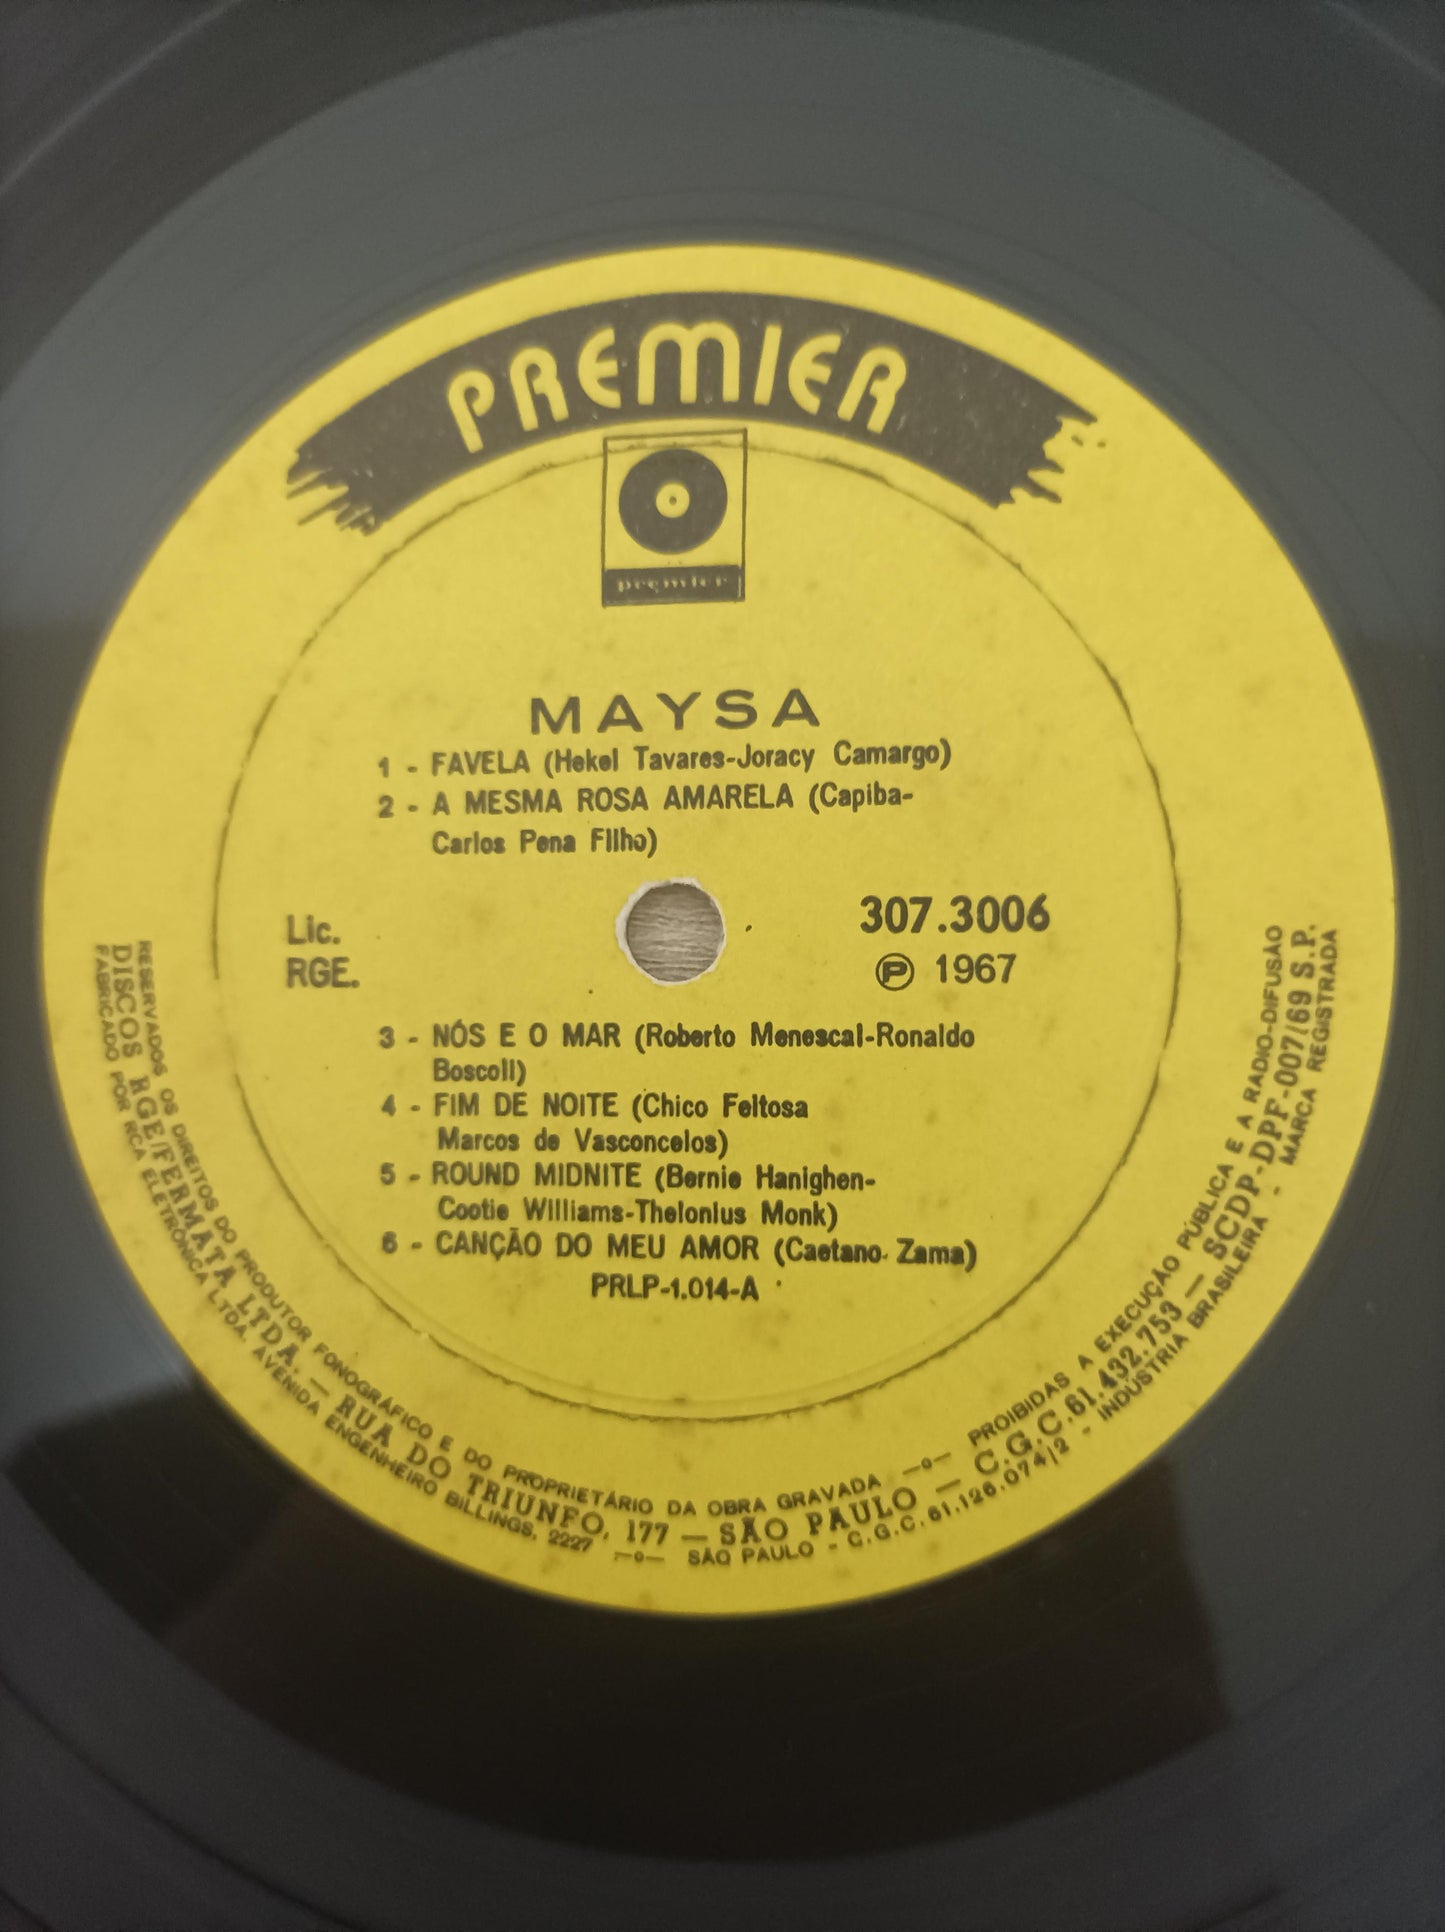 PREMIER
premier
MAYSA
1 - FAVELA (Hekel Tavares-Joracy Camargo)
2 - A MESMA ROSA AMARELA (Capiba-
Carlos Pena Filho)
Lic.
RGE.
307.3006
Ⓟ 1967
3 - NÓS E O MAR (Roberto Menescal-Ronaldo
Boscoli)
4 - FIM DE NOITE (Chico Feitosa
Marcos de Vasconcelos)
5 - ROUND MIDNITE (Bernie Hanighen-
Cootie Williams-Thelonius Monk)
6 - CANÇÃO DO MEU AMOR (Caetano Zama)
PRLP-1.014-A
RESERVADOS OS DIREITOS DO PRODUTOR FONOGRÁFICO E DO PROPRIETÁRIO DA OBRA GRAVADA —o— PROIBIDAS A EXECUÇÃO PÚBLICA E A RADIO-DIFUSÃO
DISCOS RGE/FERMATA LTDA. — RUA DO TRIUNFO, 177 — SÃO PAULO — C.G.C. 61.432.753 — SCDP-DPF-007/69 S.P.
FABRICADO POR RCA ELETRÔNICA LTDA. AVENIDA ENGENHEIRO BILLINGS, 2227 —o— SÃO PAULO - C.G.C. 61.126.074/2 - INDÚSTRIA BRASILEIRA - MARCA REGISTRADA